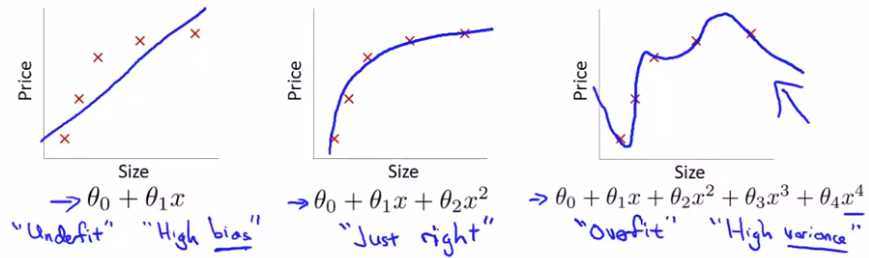 Price
Size
→ θ₀ + θ₁x
"Underfit" "High bias"
Price
Size
→ θ₀ + θ₁x + θ₂x²
"Just right"
Price
Size
→ θ₀ + θ₁x + θ₂x² + θ₃x³ + θ₄x⁴
"Overfit" "High variance"